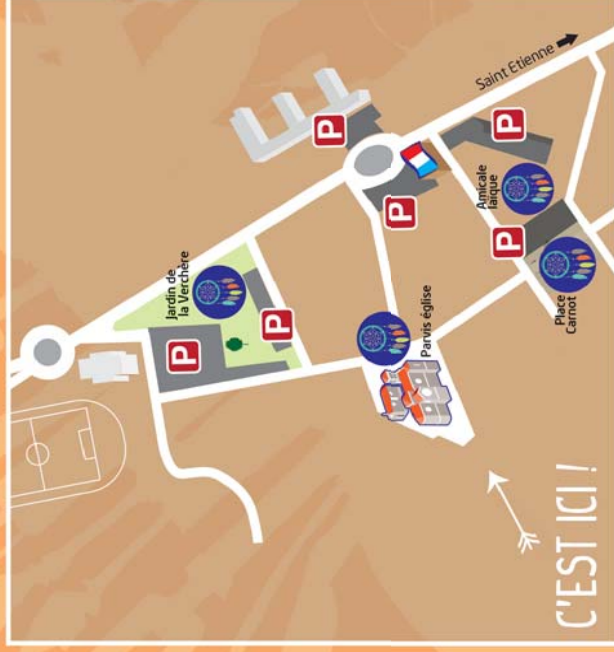 Saint Etienne
P
Jardin de
la Verchère
P
P
P
P
Amicale
laïque
P
Parvis église
Place
Carnot
C'EST ICI !